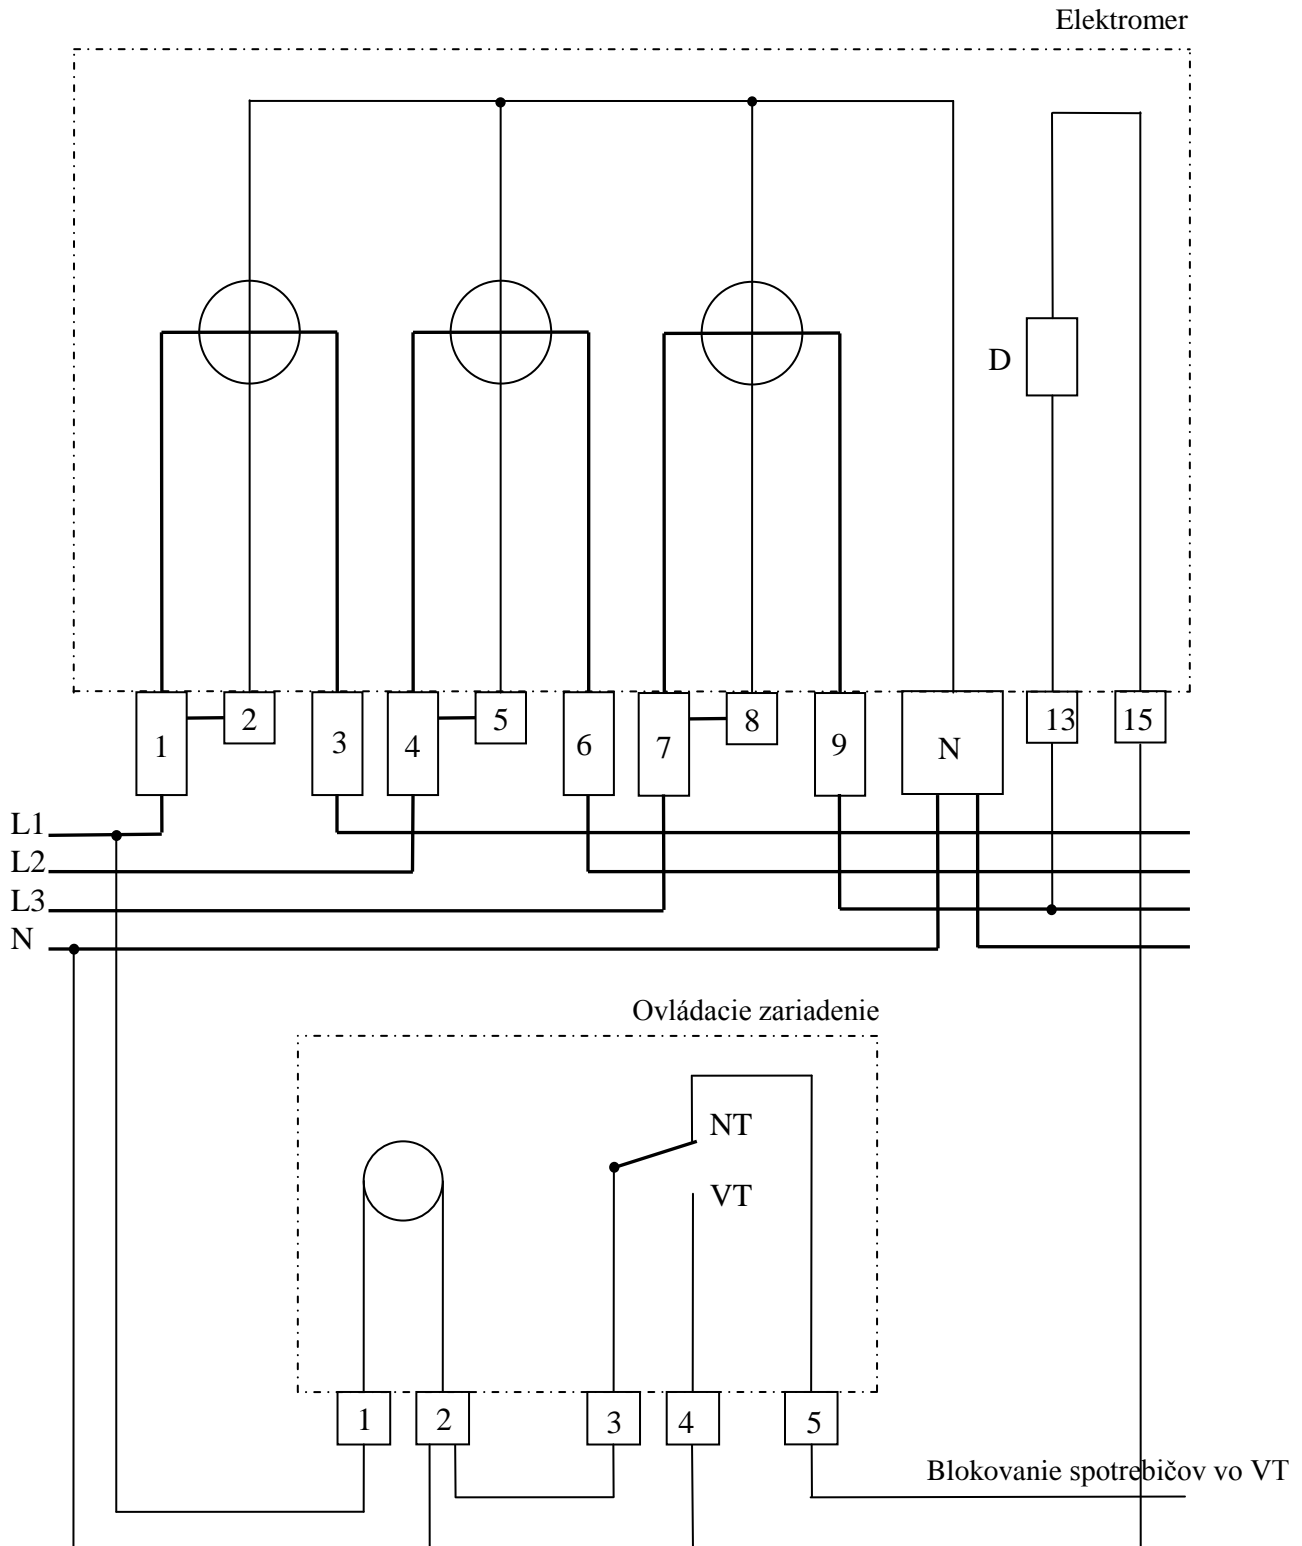 Elektromer
D
1 2 3 4 5 6 7 8 9 N 13 15
L1
L2
L3
N
Ovládacie zariadenie
NT
VT
1 2 3 4 5
Blokovanie spotrebičov vo VT